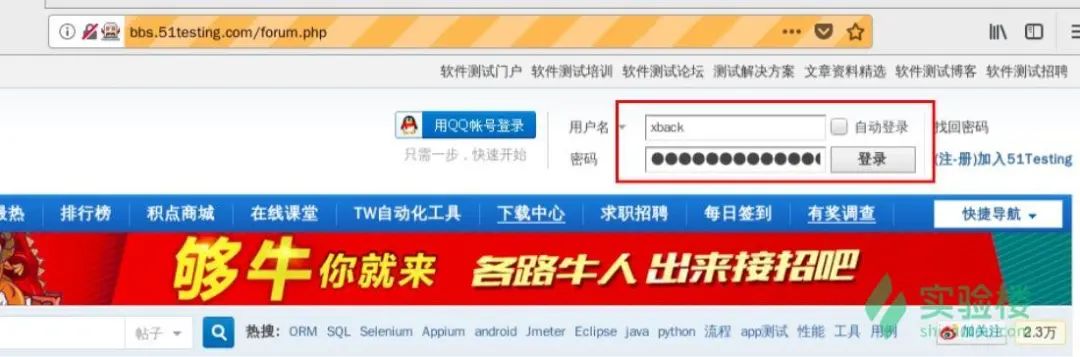 bbs.51testing.com/forum.php
软件测试门户 软件测试培训 软件测试论坛 测试解决方案 文章资料精选 软件测试博客 软件测试招聘
用QQ帐号登录 用户名 xback 自动登录 找回密码
只需一步，快速开始 密码 ●●●●●●●●●●●●● 登录 (注-册)加入51Testing
最热 排行榜 积点商城 在线课堂 TW自动化工具 下载中心 求职招聘 每日签到 有奖调查 快捷导航
够牛你就来 各路牛人出来接招吧
实验楼
帖子 热搜: ORM SQL Selenium Appium android Jmeter Eclipse java python 流程 app测试 性能 工具 用例 加关注 2.3万